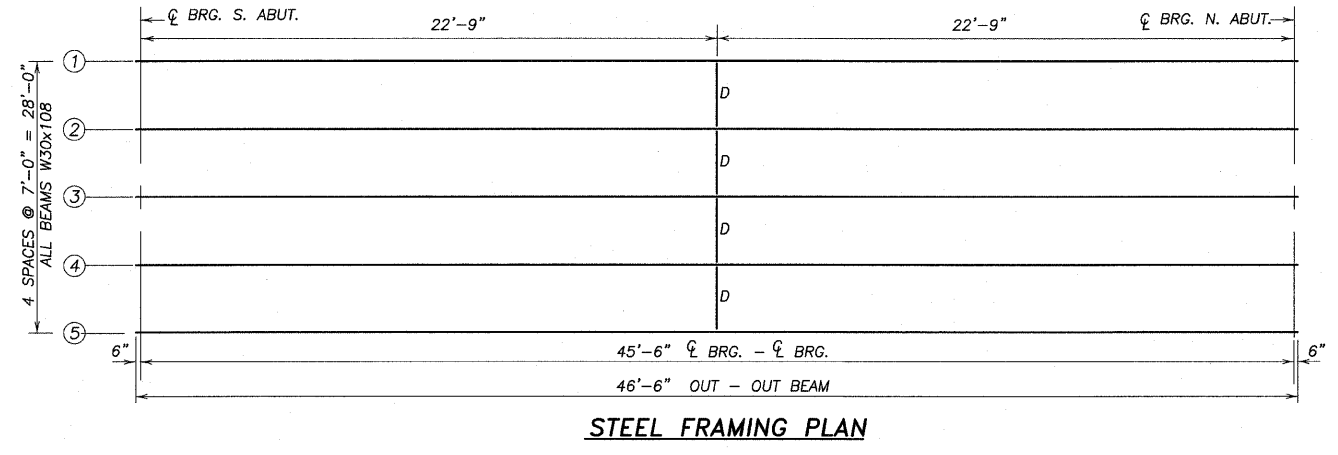 ℄ BRG. S. ABUT.
22'-9"
22'-9"
℄ BRG. N. ABUT.
4 SPACES @ 7'-0" = 28'-0"
ALL BEAMS W30x108
1
D
2
D
3
D
4
D
5
6"
45'-6" ℄ BRG. - ℄ BRG.
6"
46'-6" OUT - OUT BEAM
STEEL FRAMING PLAN